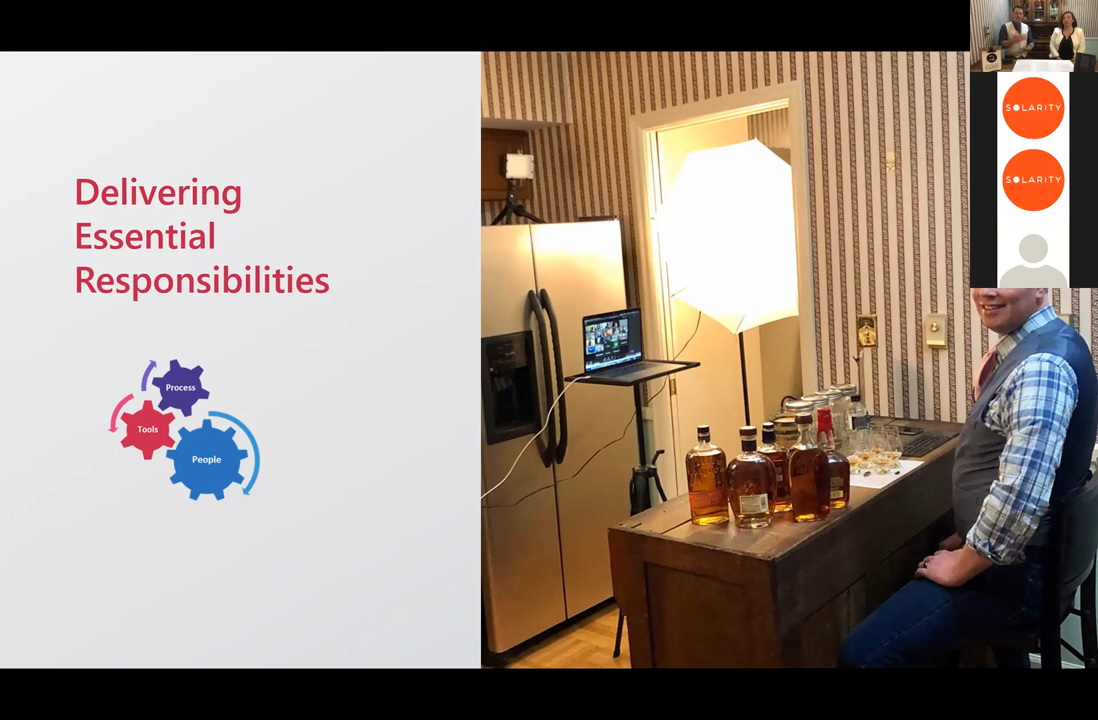 Delivering
Essential
Responsibilities
Process
Tools
People
SOLARITY
SOLARITY